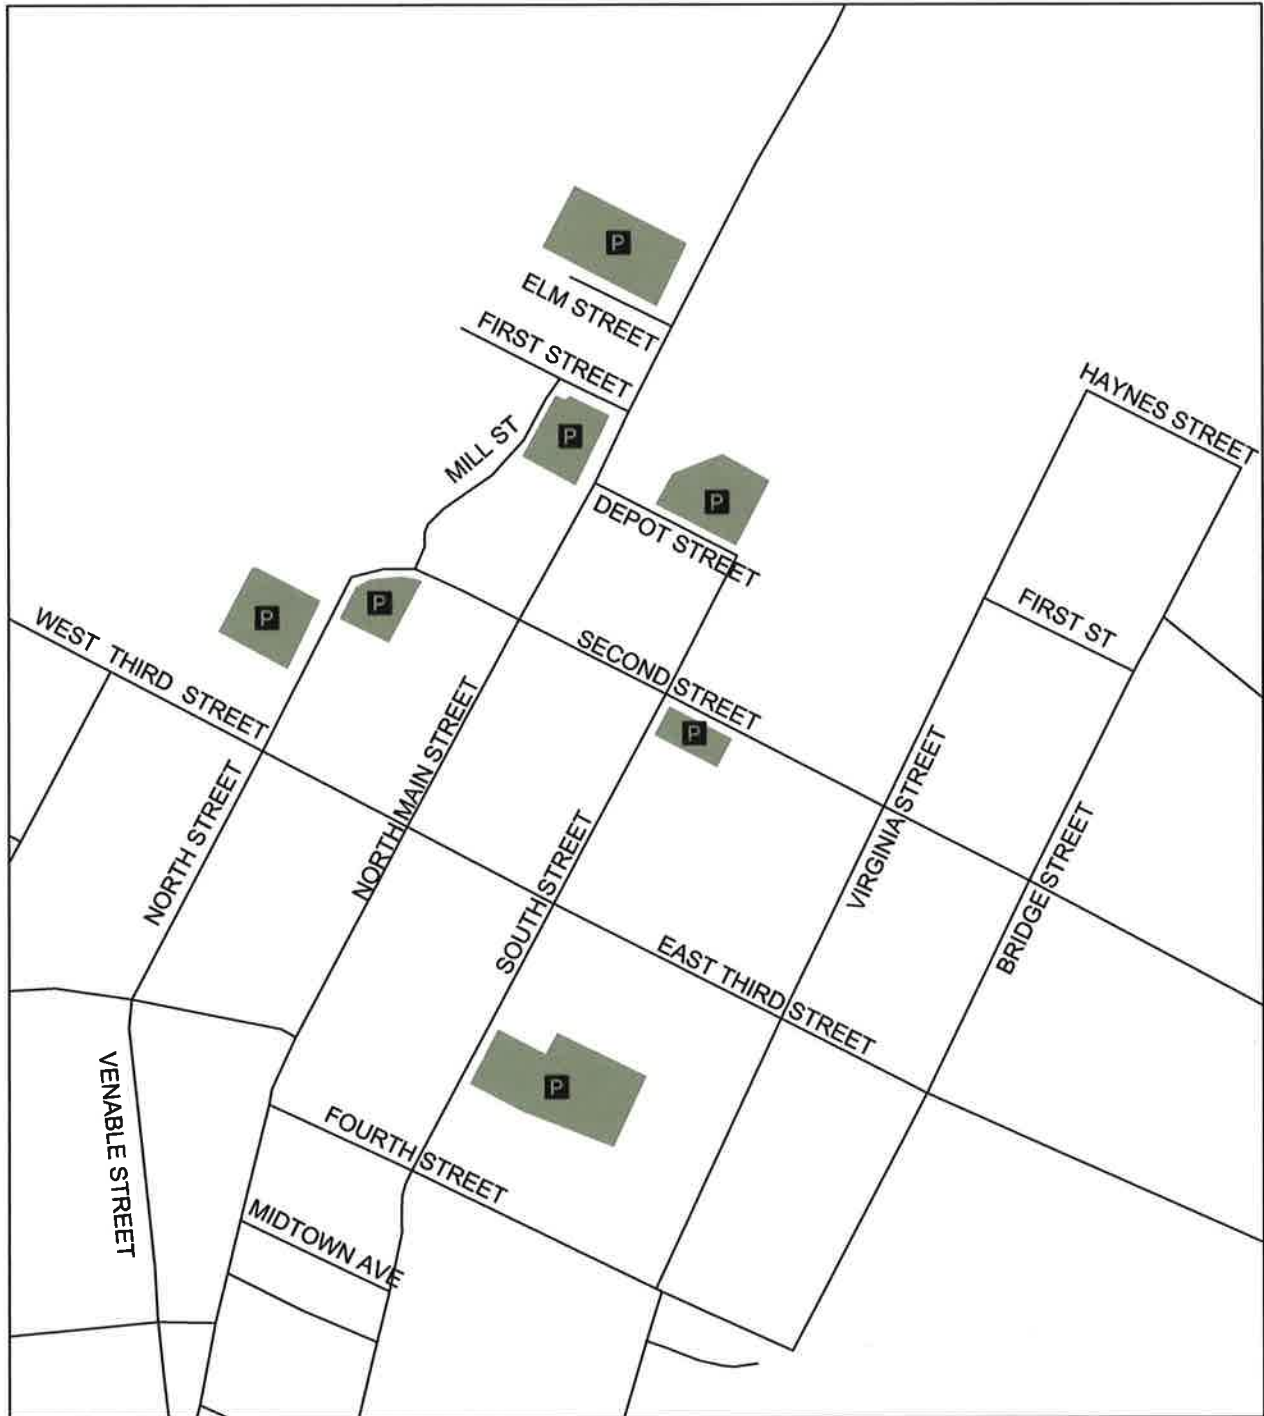 P
ELM STREET
FIRST STREET
HAYNES STREET
P
MILL ST
P
DEPOT STREET
P
P
FIRST ST
WEST THIRD STREET
SECOND STREET
P
NORTH MAIN STREET
VIRGINIA STREET
NORTH STREET
SOUTH STREET
BRIDGE STREET
EAST THIRD STREET
P
VENABLE STREET
FOURTH STREET
MIDTOWN AVE